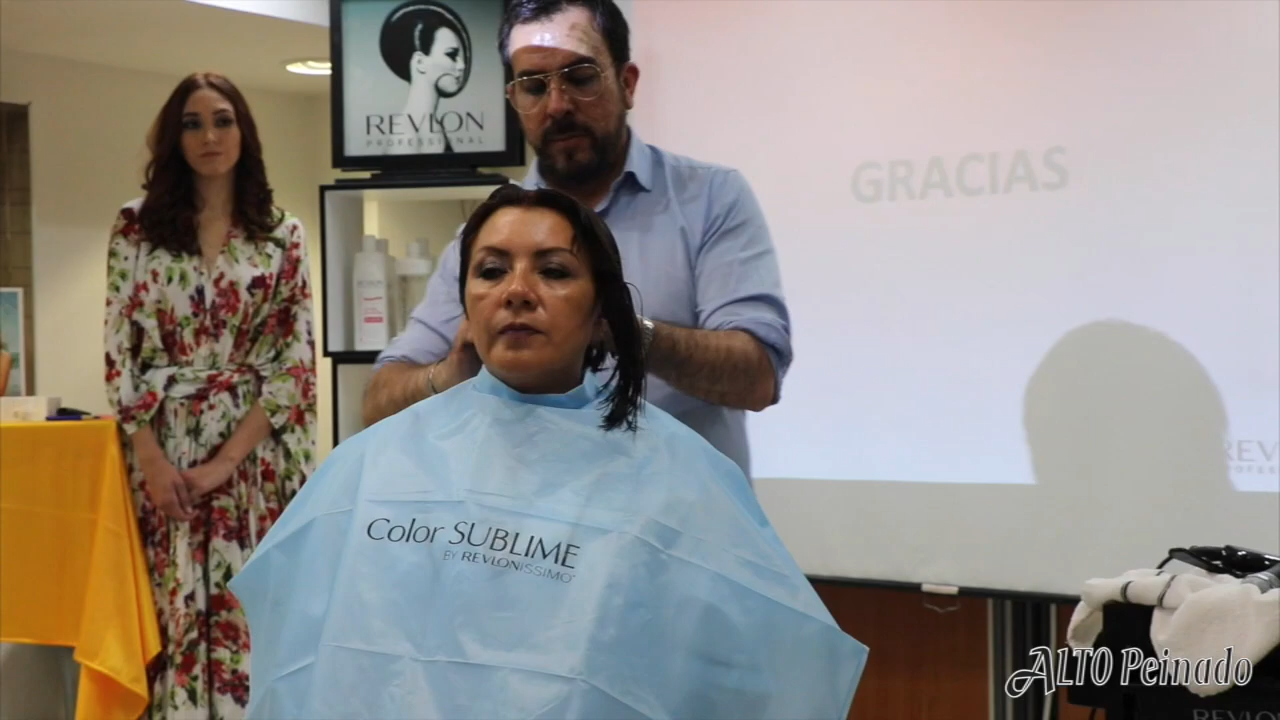 REVLON
PROFESSIONAL
GRACIAS
Color SUBLIME
BY REVLONISSIMO
ALTO Peinado